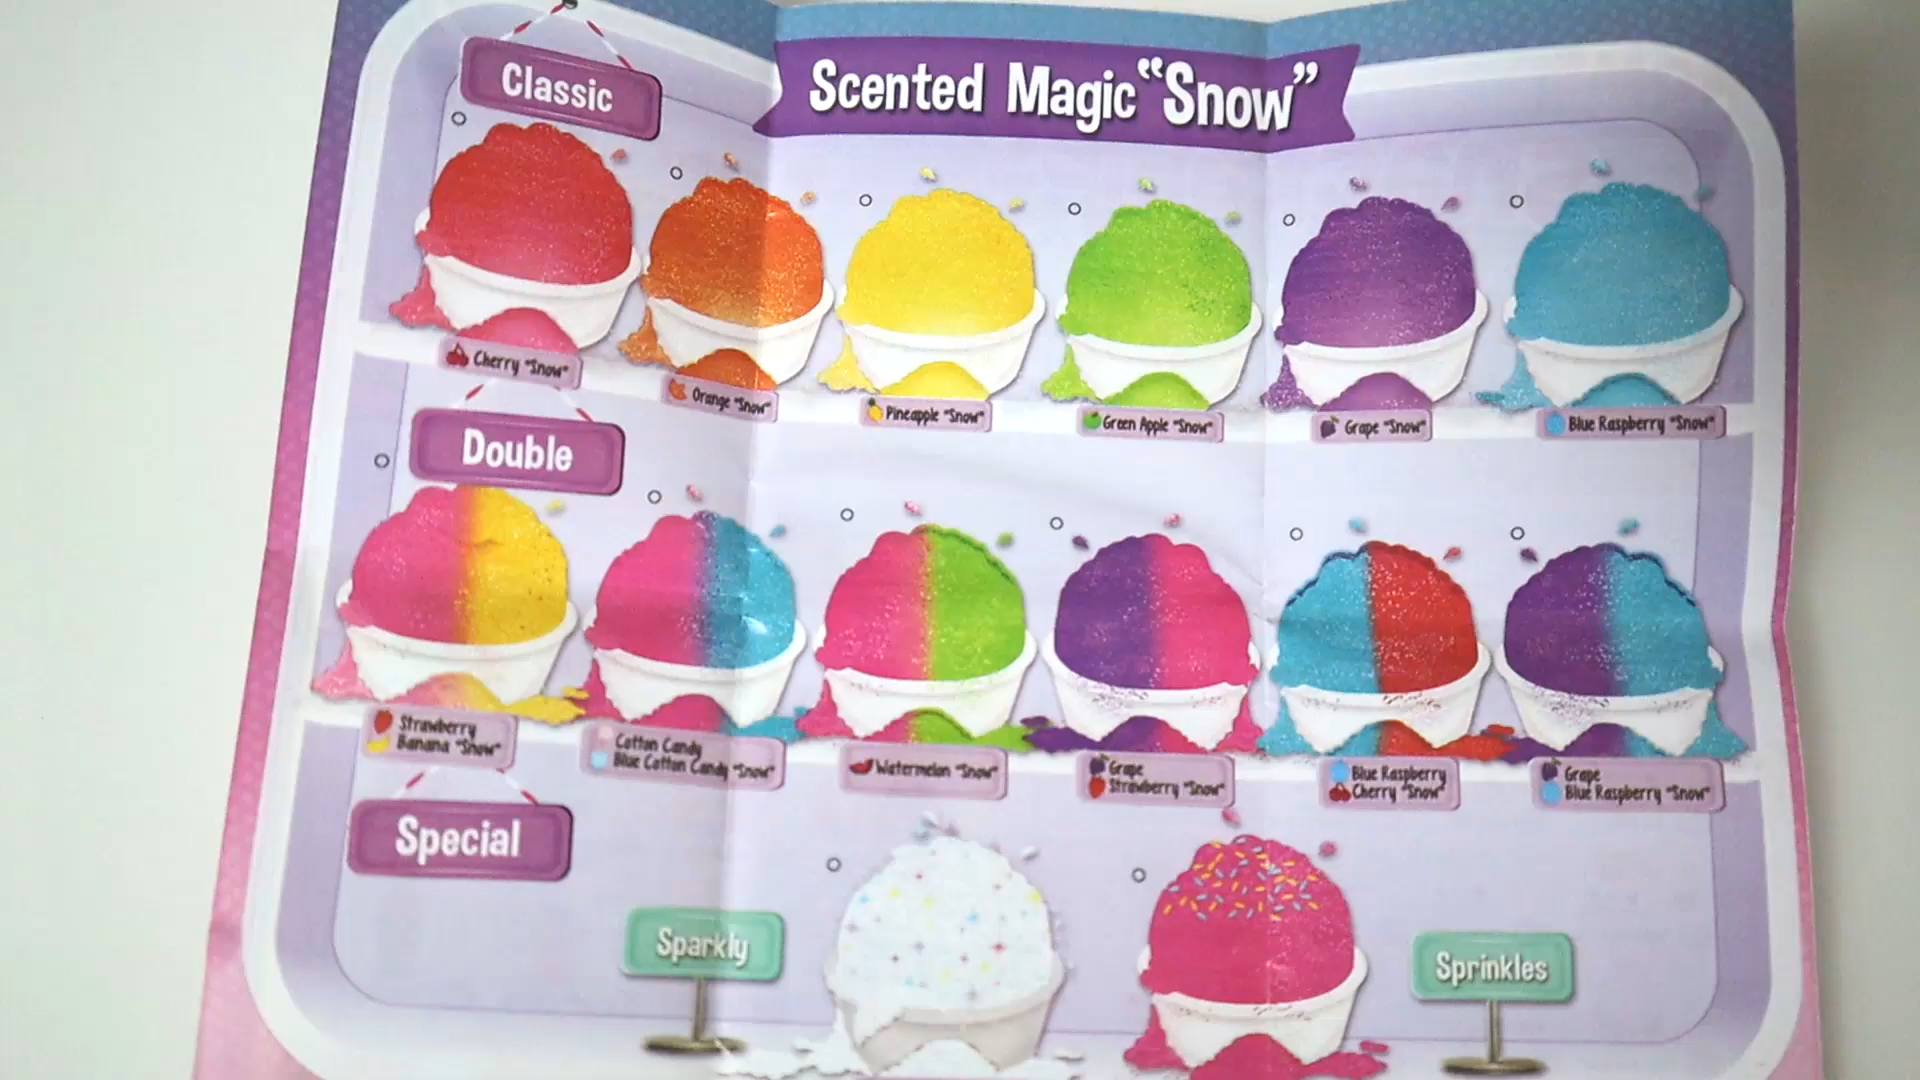 Classic
Scented Magic "Snow"
Cherry "Snow"
Orange "Snow"
Pineapple "Snow"
Green Apple "Snow"
Grape "Snow"
Blue Raspberry "Snow"
Double
Strawberry
Banana "Snow"
Cotton Candy
Blue Cotton Candy "Snow"
Watermelon "Snow"
Grape
Strawberry "Snow"
Blue Raspberry
Cherry "Snow"
Grape
Blue Raspberry "Snow"
Special
Sparkly
Sprinkles